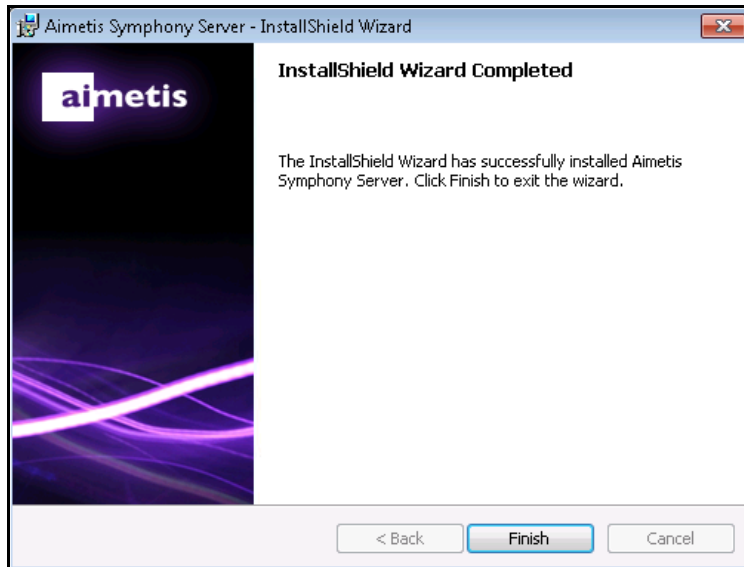 Aimetis Symphony Server - InstallShield Wizard
aimetis
InstallShield Wizard Completed
The InstallShield Wizard has successfully installed Aimetis
Symphony Server. Click Finish to exit the wizard.
< Back
Finish
Cancel